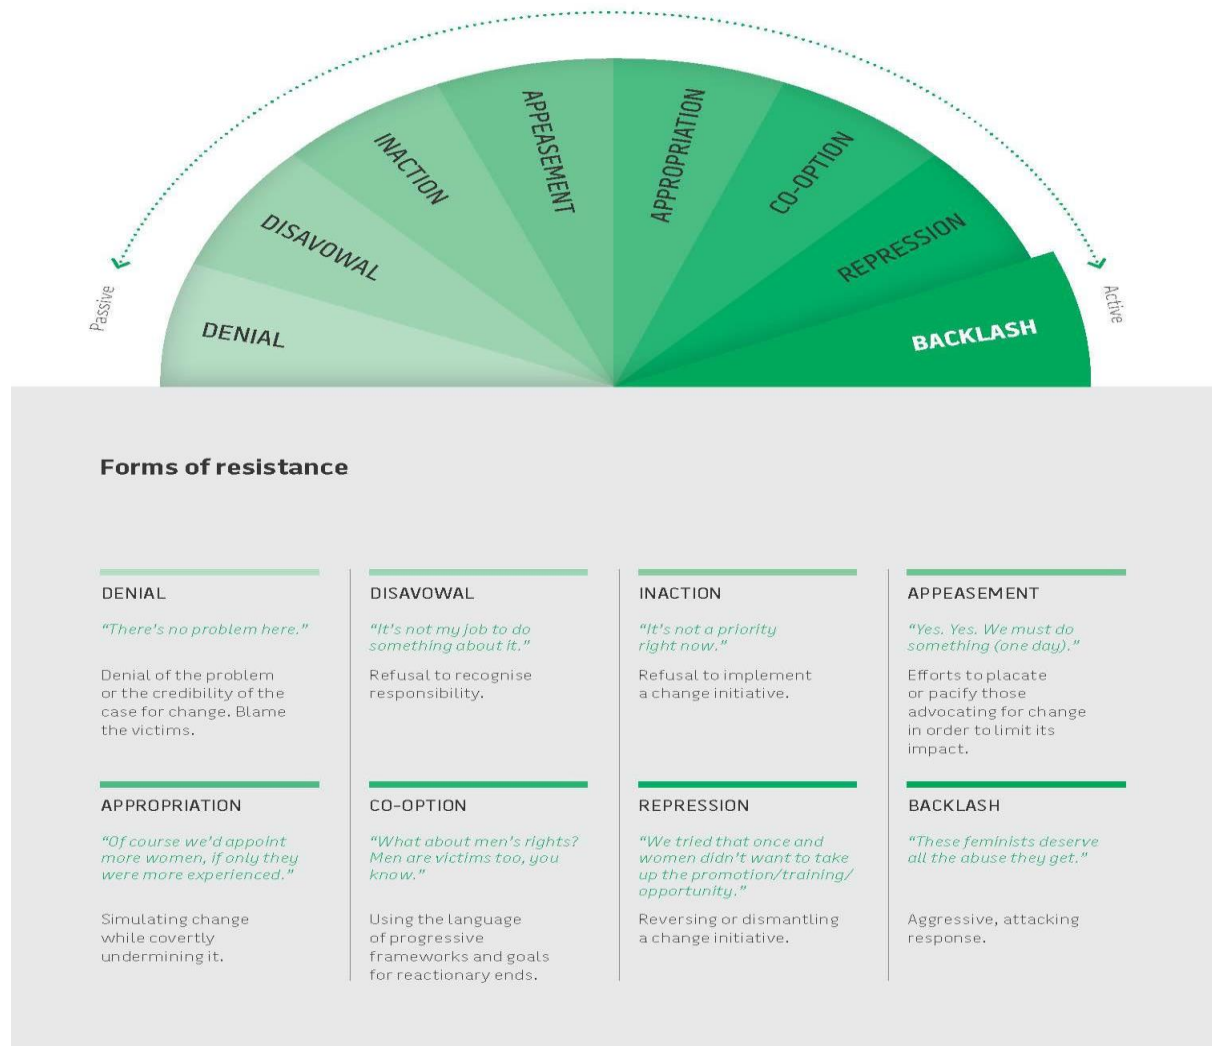 APPEASEMENT
APPROPRIATION
INACTION
CO-OPTION
DISAVOWAL
REPRESSION
Passive
Active
DENIAL
BACKLASH
Forms of resistance
DENIAL
“There’s no problem here.”
Denial of the problem
or the credibility of the
case for change. Blame
the victims.
DISAVOWAL
“It’s not my job to do
something about it.”
Refusal to recognise
responsibility.
INACTION
“It’s not a priority
right now.”
Refusal to implement
a change initiative.
APPEASEMENT
“Yes. Yes. We must do
something (one day).”
Efforts to placate
or pacify those
advocating for change
in order to limit its
impact.
APPROPRIATION
“Of course we’d appoint
more women, if only they
were more experienced.”
Simulating change
while covertly
undermining it.
CO-OPTION
“What about men’s rights?
Men are victims too, you
know.”
Using the language
of progressive
frameworks and goals
for reactionary ends.
REPRESSION
“We tried that once and
women didn’t want to take
up the promotion/training/
opportunity.”
Reversing or dismantling
a change initiative.
BACKLASH
“These feminists deserve
all the abuse they get.”
Aggressive, attacking
response.